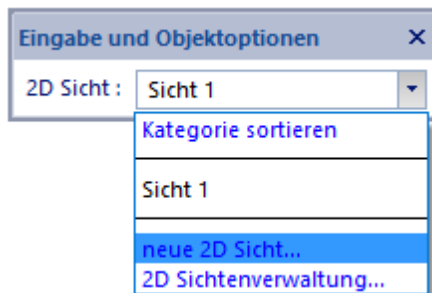 Eingabe und Objektoptionen
2D Sicht : Sicht 1
Kategorie sortieren
Sicht 1
neue 2D Sicht...
2D Sichtenverwaltung...